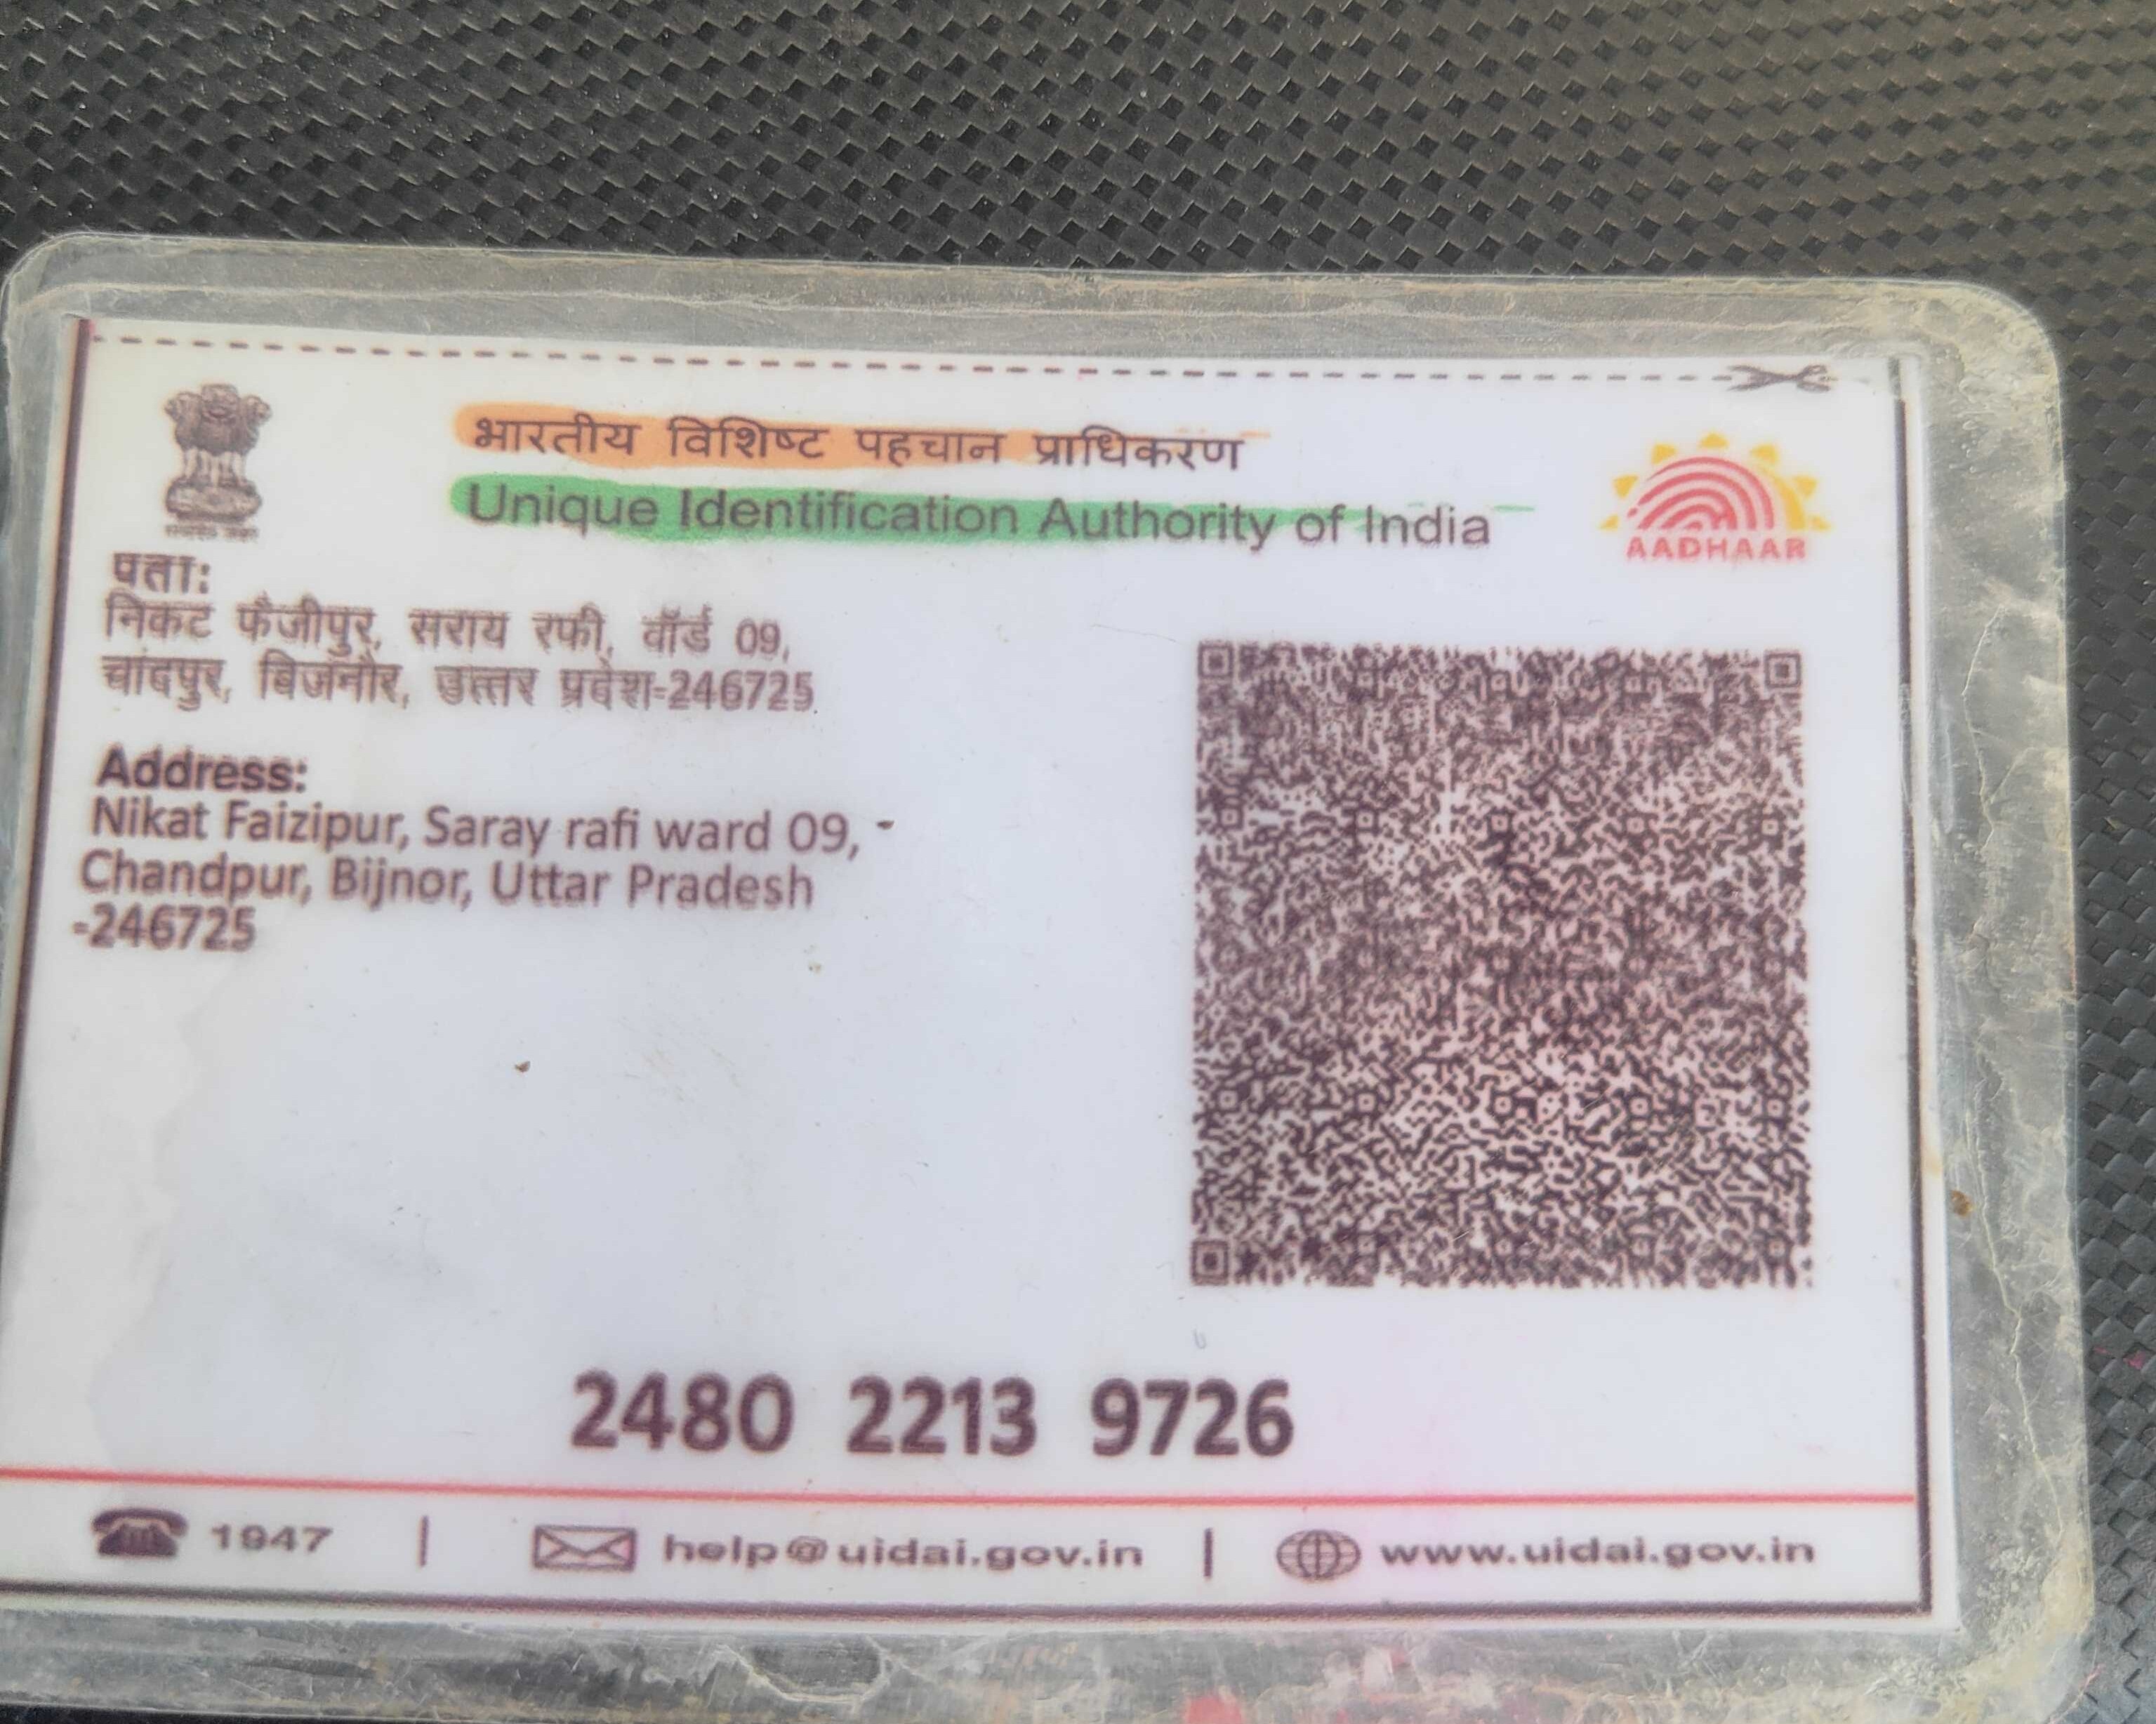 भारतीय विशिष्ट पहचान प्राधिकरण
Unique Identification Authority of India
AADHAAR
पता:
निकट फैजीपुर, सराय रफी, वॉर्ड 09,
चांदपुर, बिजनौर, उत्तर प्रदेश-246725
Address:
Nikat Faizipur, Saray rafi ward 09, -
Chandpur, Bijnor, Uttar Pradesh
-246725
2480 2213 9726
1947 | help@uidai.gov.in | www.uidai.gov.in